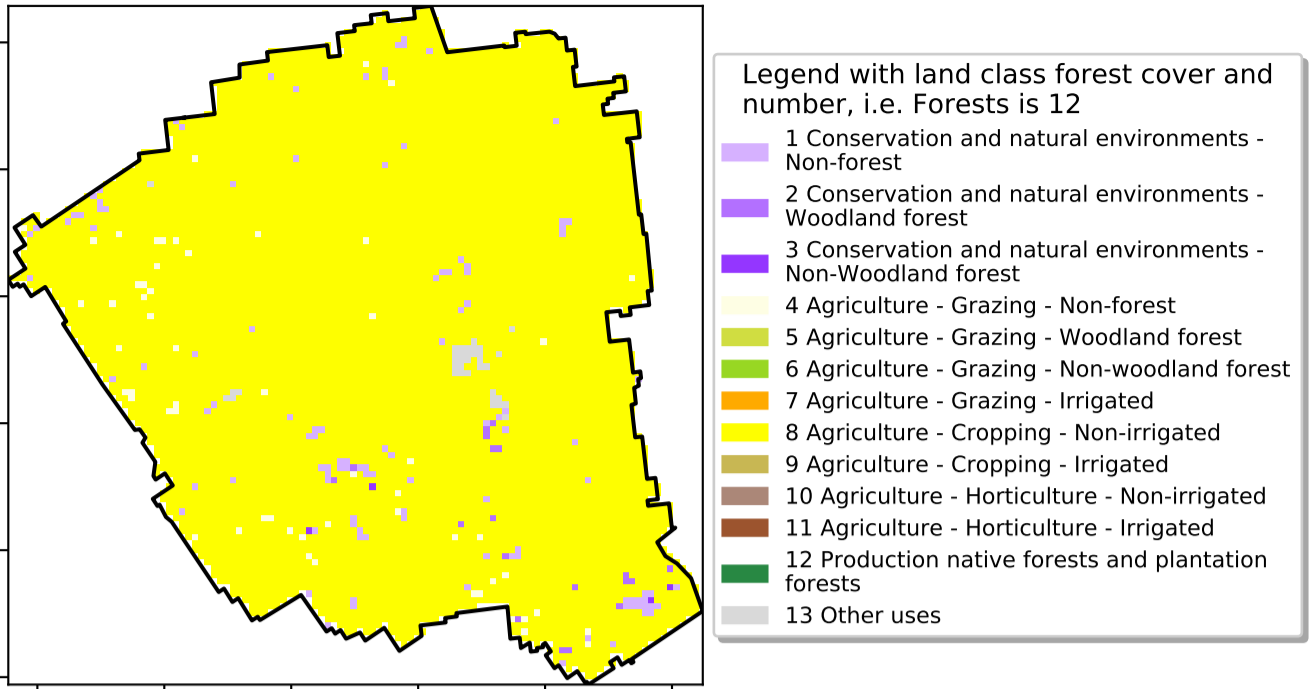 Legend with land class forest cover and
number, i.e. Forests is 12
1 Conservation and natural environments -
Non-forest
2 Conservation and natural environments -
Woodland forest
3 Conservation and natural environments -
Non-Woodland forest
4 Agriculture - Grazing - Non-forest
5 Agriculture - Grazing - Woodland forest
6 Agriculture - Grazing - Non-woodland forest
7 Agriculture - Grazing - Irrigated
8 Agriculture - Cropping - Non-irrigated
9 Agriculture - Cropping - Irrigated
10 Agriculture - Horticulture - Non-irrigated
11 Agriculture - Horticulture - Irrigated
12 Production native forests and plantation
forests
13 Other uses